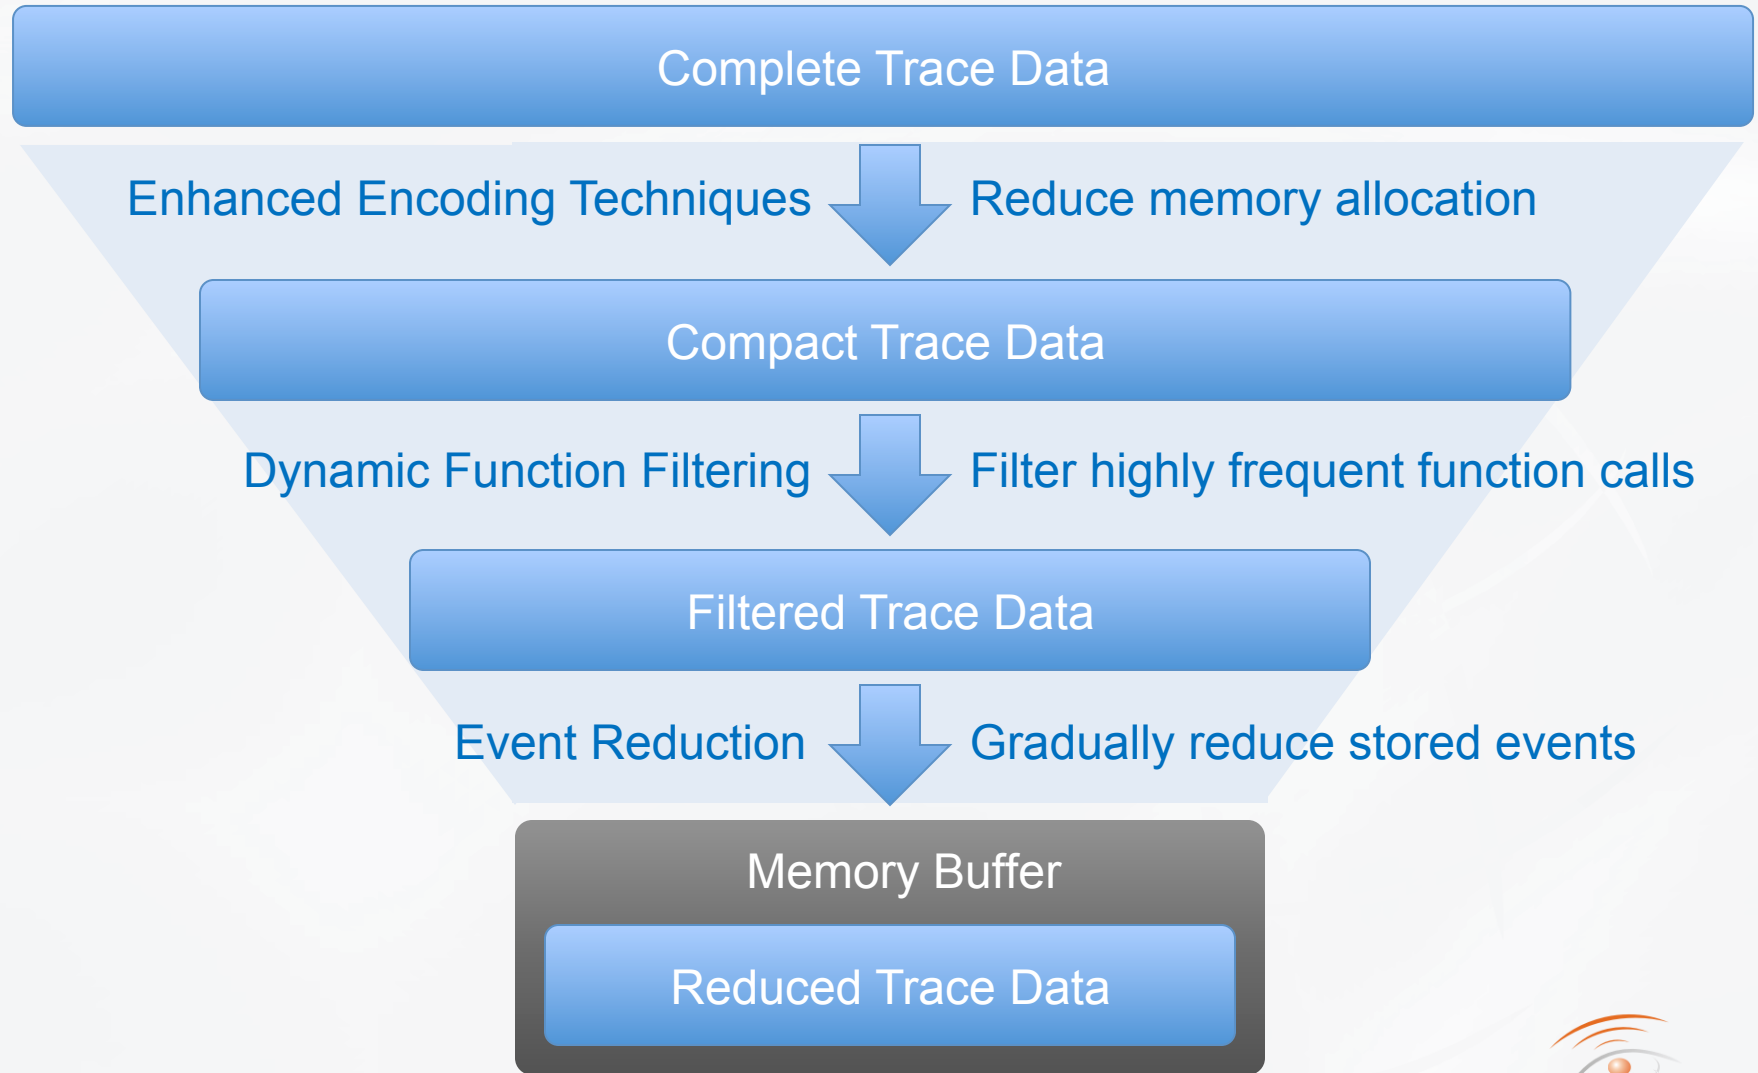 Complete Trace Data
Enhanced Encoding Techniques
Reduce memory allocation
Compact Trace Data
Dynamic Function Filtering
Filter highly frequent function calls
Filtered Trace Data
Event Reduction
Gradually reduce stored events
Memory Buffer
Reduced Trace Data